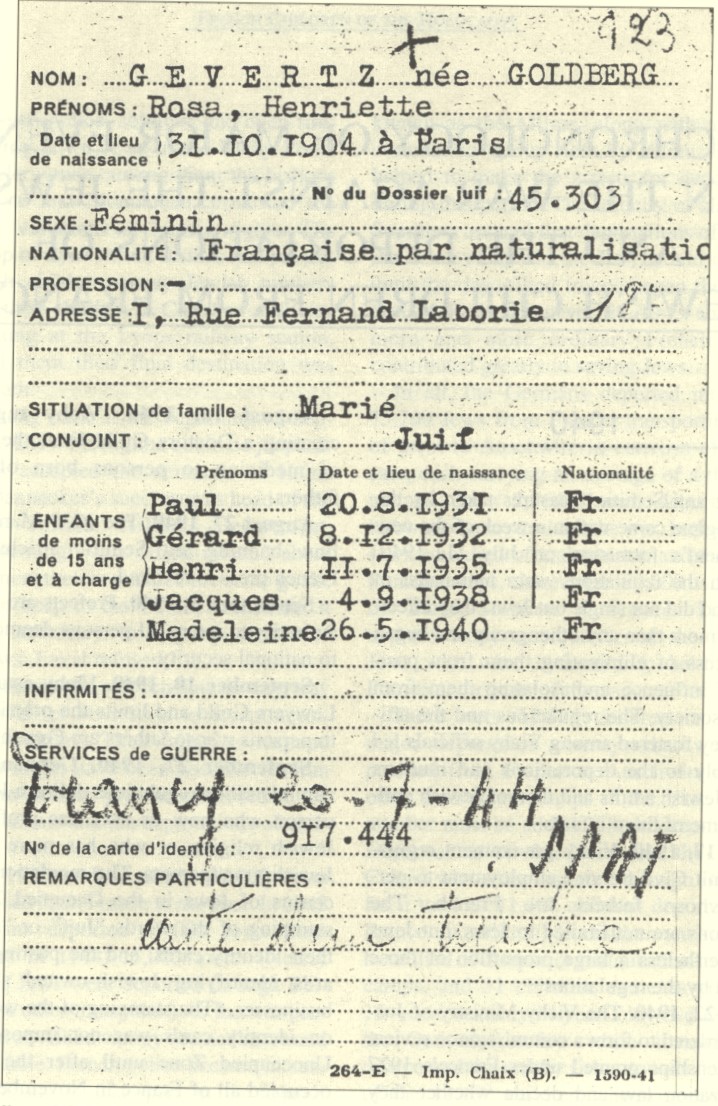 923
NOM : GEVERTZ née GOLDBERG
PRÉNOMS : Rosa, Henriette
Date et lieu de naissance 3I.I0.I904 à Paris
N° du Dossier juif : 45.303
SEXE : Féminin
NATIONALITÉ : Française par naturalisatio
PROFESSION : -
ADRESSE : I, Rue Fernand Laborie 18e
SITUATION de famille : Marié
CONJOINT : Juif
Prénoms Date et lieu de naissance Nationalité
ENFANTS de moins de 15 ans et à charge
Paul 20.8.I93I Fr
Gérard 8.I2.I932 Fr
Henri II.7.I935 Fr
Jacques 4.9.I938 Fr
Madeleine 26.5.I940 Fr
INFIRMITÉS :
SERVICES de GUERRE :
Drancy 20-7-44
N° de la carte d'identité : 9I7.444
REMARQUES PARTICULIÈRES :
carte
264-E — Imp. Chaix (B). — 1590-41